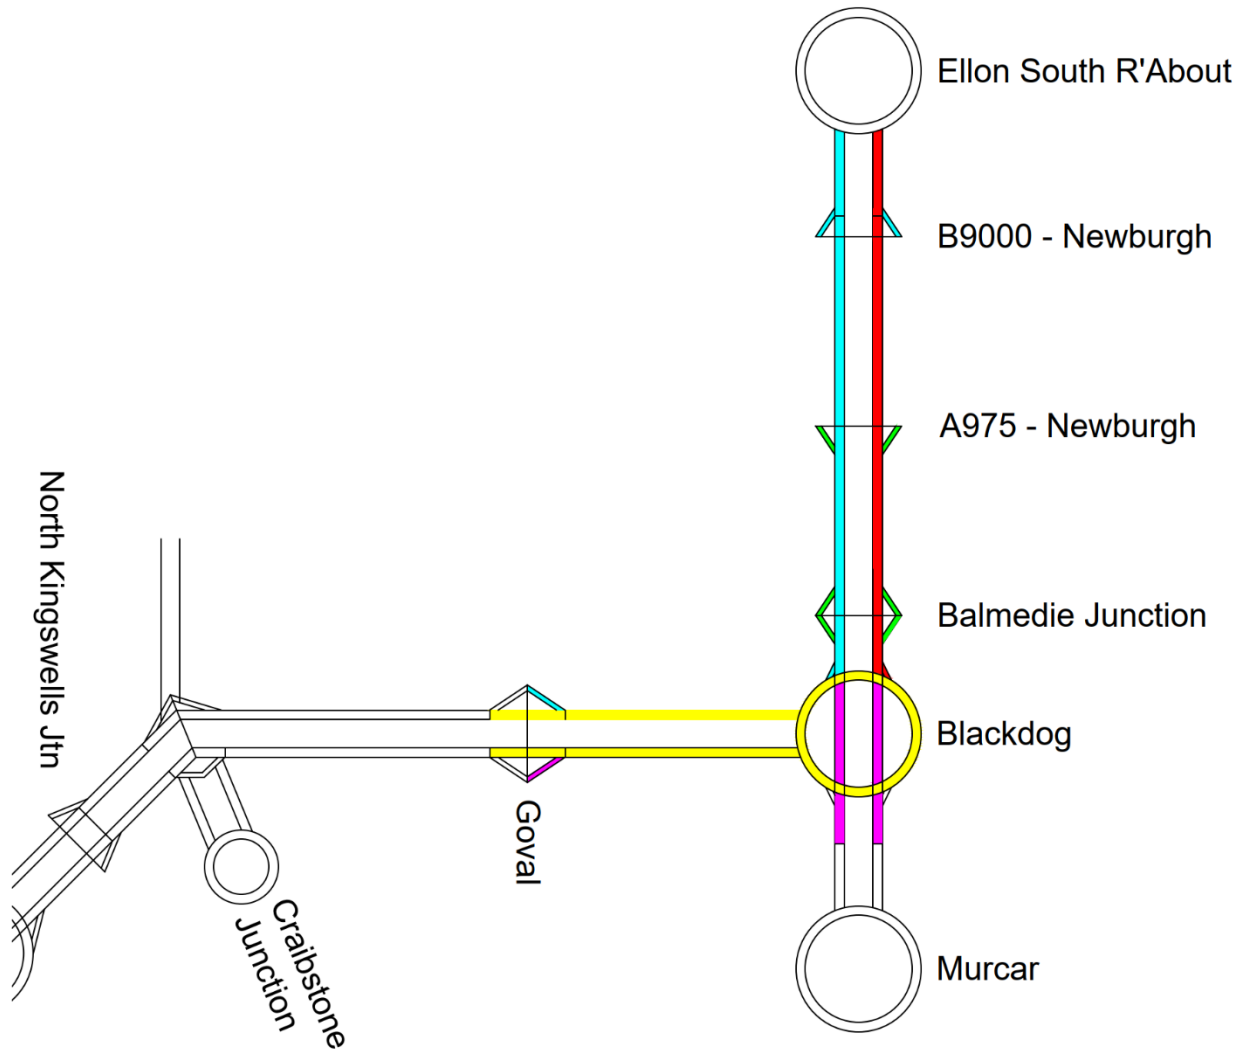 Ellon South R'About
B9000 - Newburgh
A975 - Newburgh
North Kingswells Jtn
Balmedie Junction
Blackdog
Goval
Craibstone
Junction
Murcar